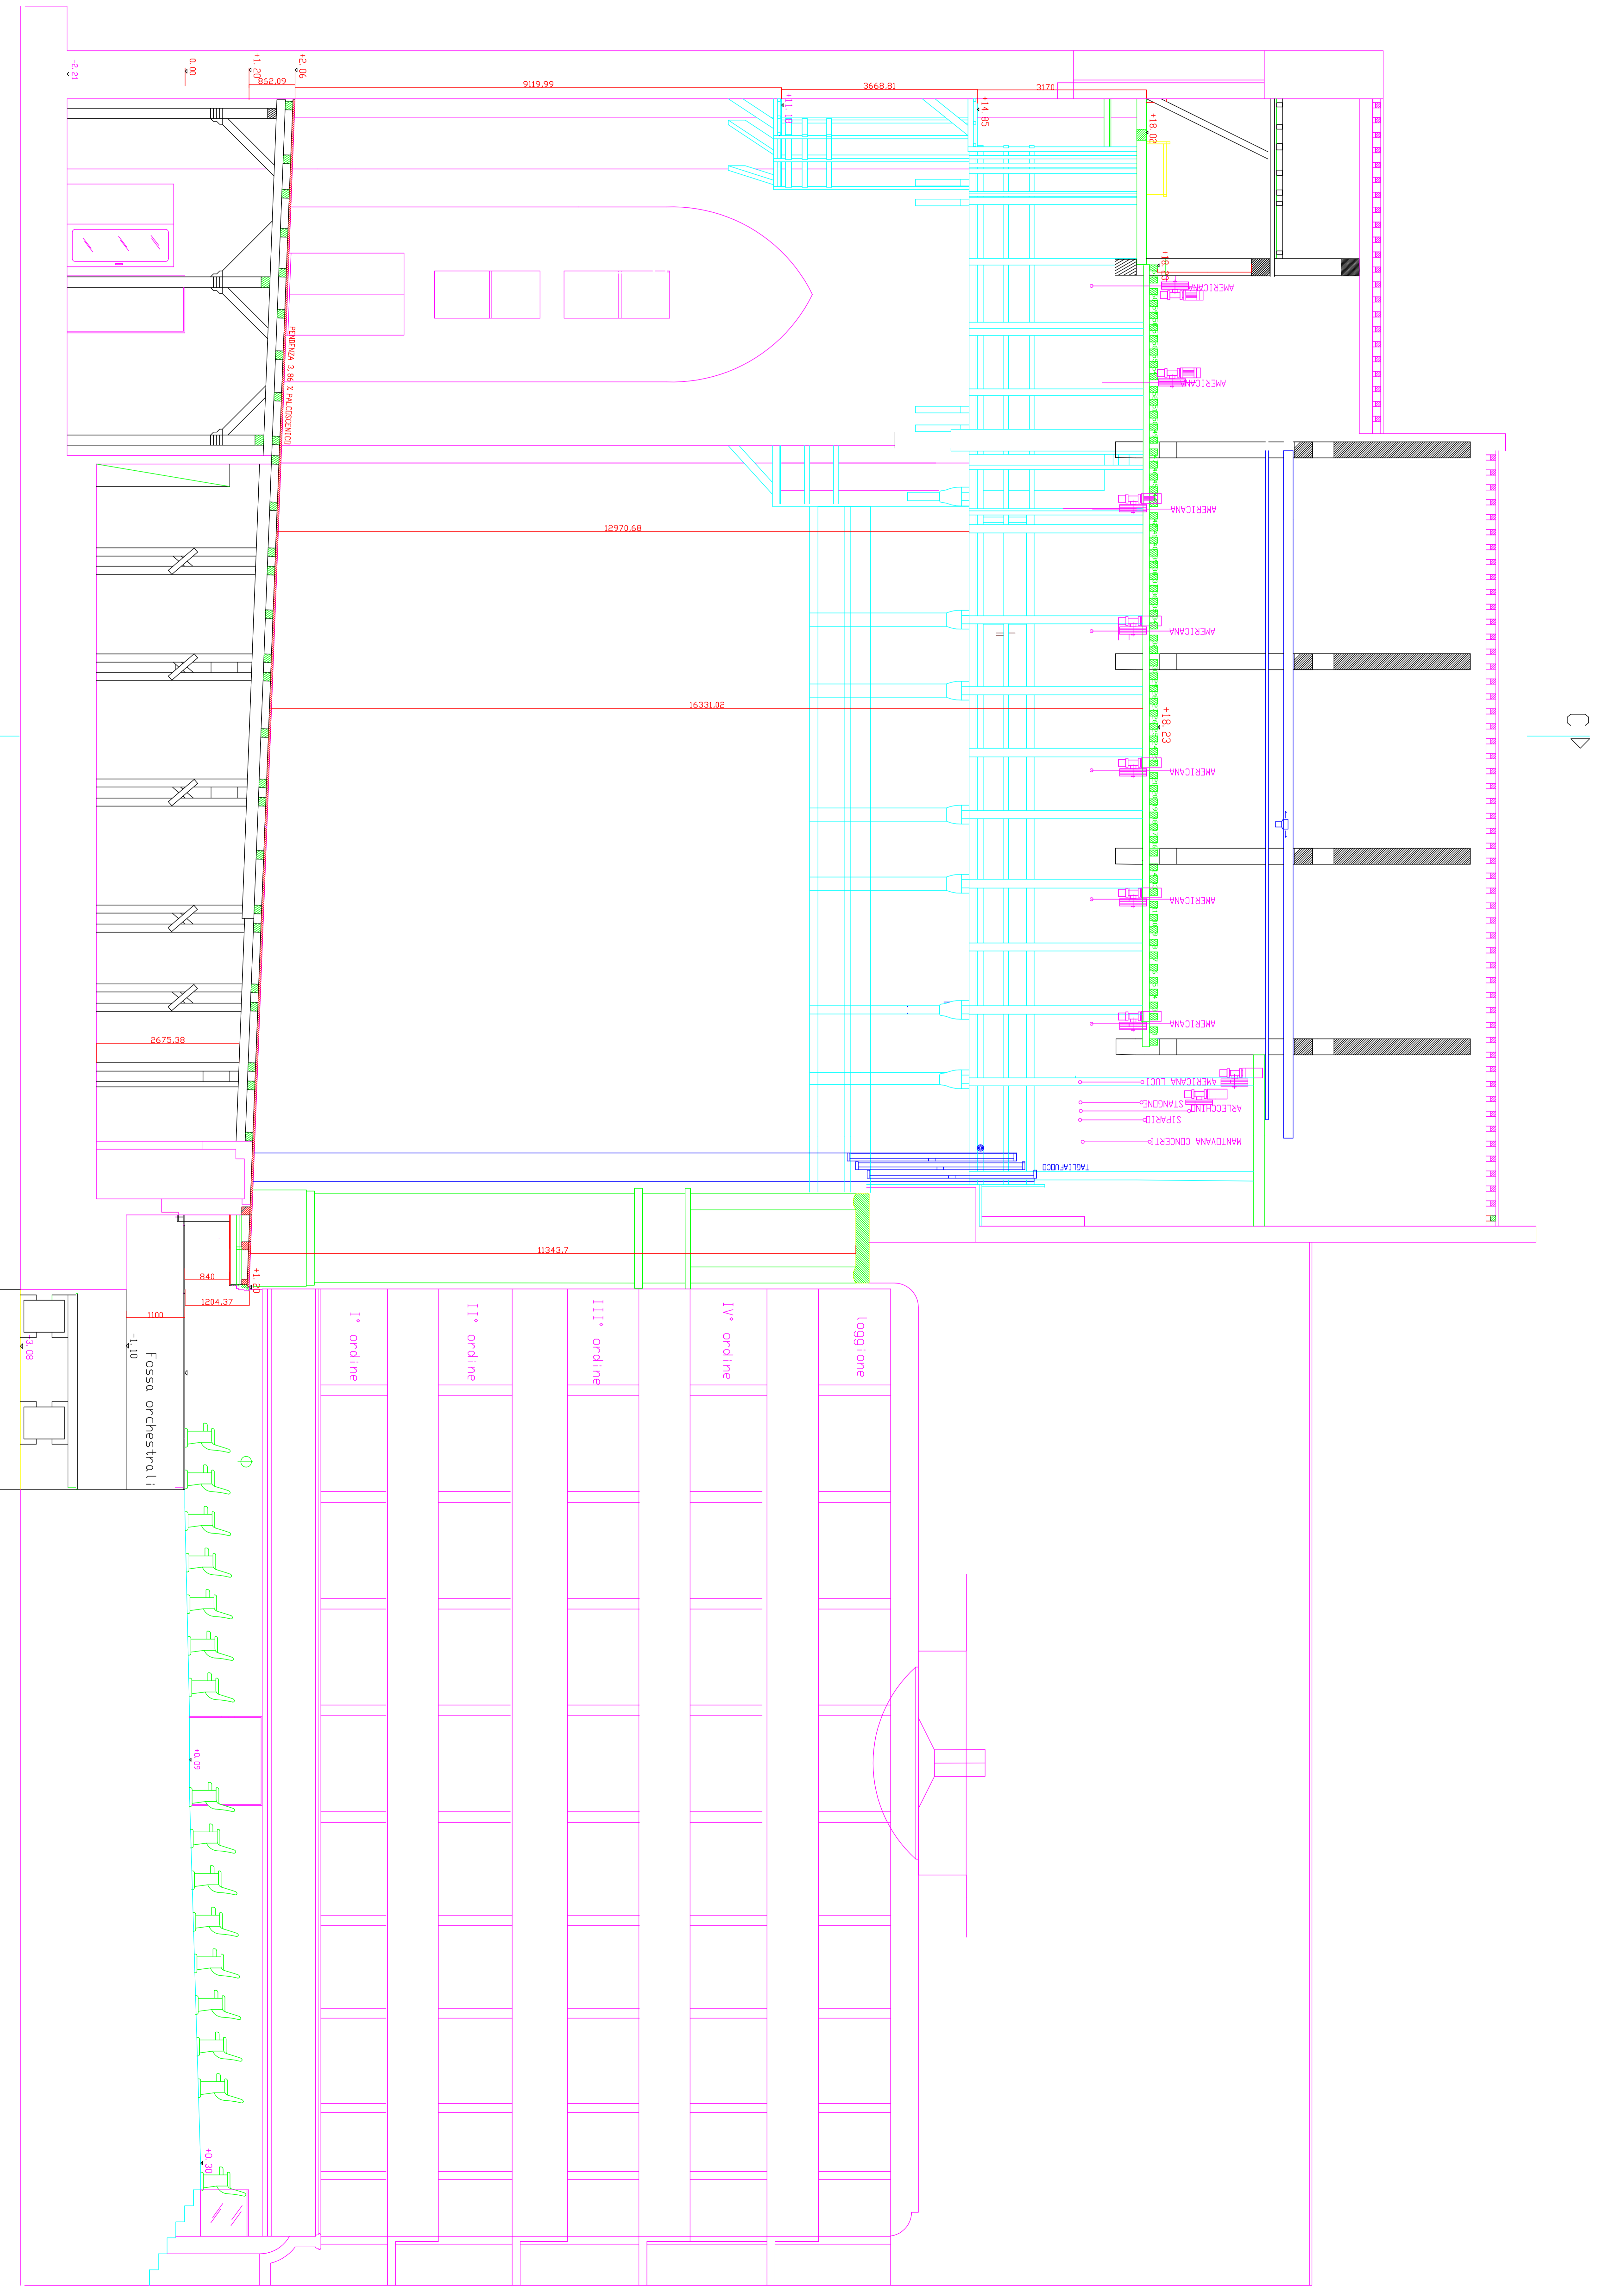 -2.21
0.00
+1.20
+2.06
862,09
9119,99
3668,81
3170
+11.18
+14.85
+18.02
+18.23
AMERICANA
AMERICANA
PENDENZA 3,86 % PALCOSCENICO
AMERICANA
12970,68
AMERICANA
16331,02
+18.23
C
AMERICANA
AMERICANA
AMERICANA
2675,38
AMERICANA LUCI
STANGONE
ARLECCHINO
SIPARIO
MANTOVANA CONCERTI
TAGLIAFUOCO
11343,7
840
+1.20
1204,37
1100
-3.08
-1.10
Fossa orchestrali
I° ordine
II° ordine
III° ordine
IV° ordine
loggione
+0.09
+0.30